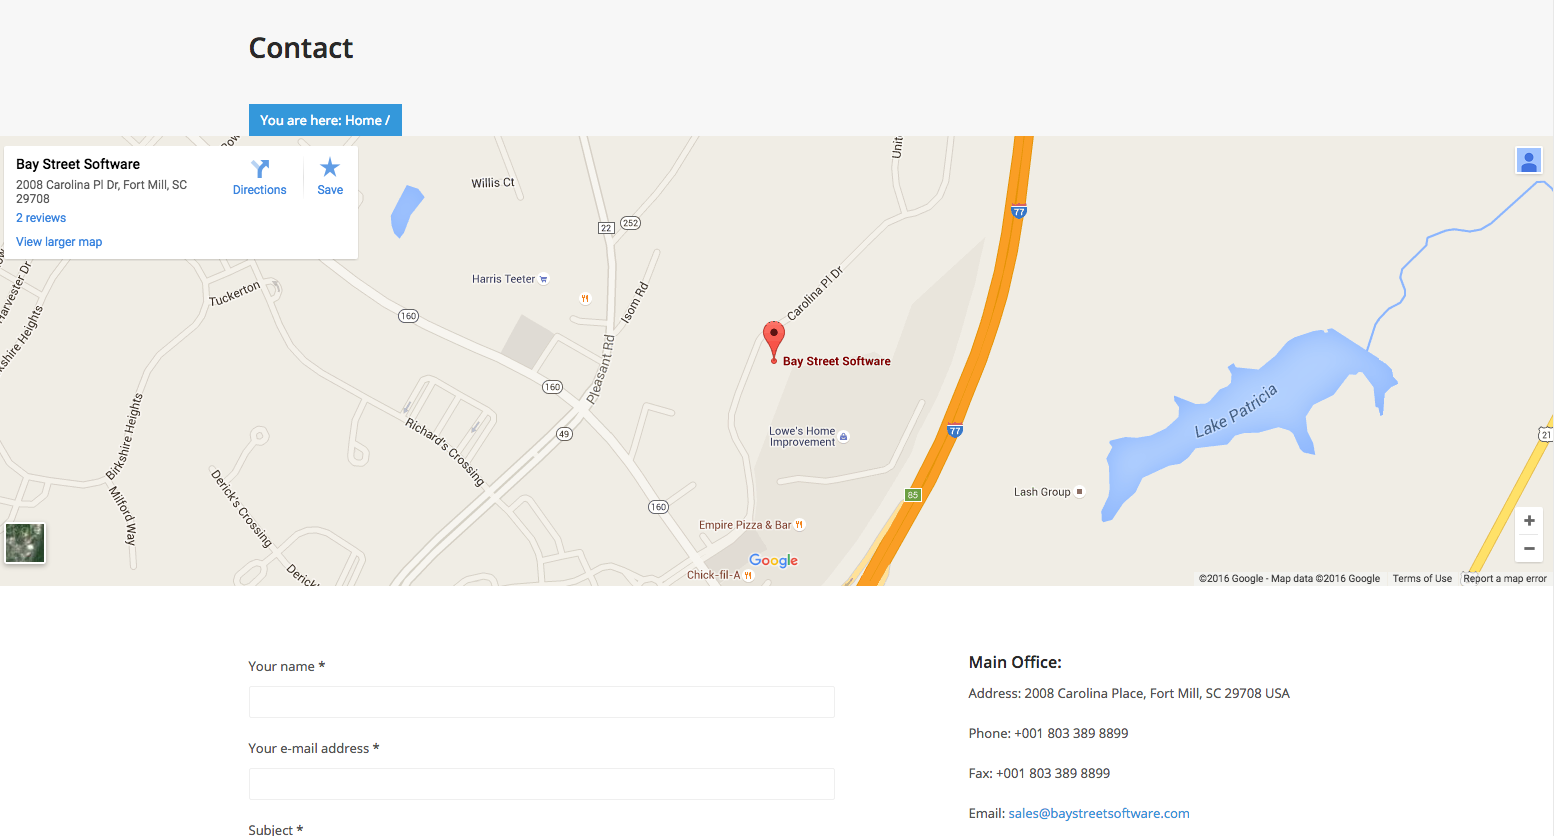 Contact
You are here: Home /
Bay Street Software
2008 Carolina Pl Dr, Fort Mill, SC
29708
2 reviews
View larger map
Directions
Save
Willis Ct
22
252
77
Harris Teeter
Tuckerton
Harvester Dr
Birkshire Heights
160
Isom Rd
Carolina Pl Dr
Pleasant Rd
Bay Street Software
160
Lake Patricia
Richard's Crossing
49
Lowe's Home
Improvement
77
21
Milford Way
Derick's Crossing
160
85
Lash Group
Empire Pizza & Bar
Google
Chick-fil-A
Derick
+
−
©2016 Google - Map data ©2016 Google
Terms of Use
Report a map error
Your name *
Your e-mail address *
Subject *
Main Office:
Address: 2008 Carolina Place, Fort Mill, SC 29708 USA
Phone: +001 803 389 8899
Fax: +001 803 389 8899
Email: sales@baystreetsoftware.com